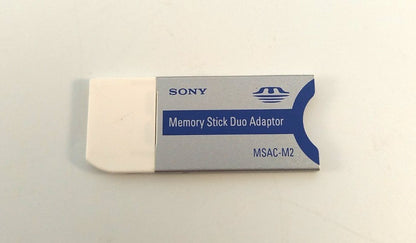 SONY
Memory Stick Duo Adaptor
MSAC-M2